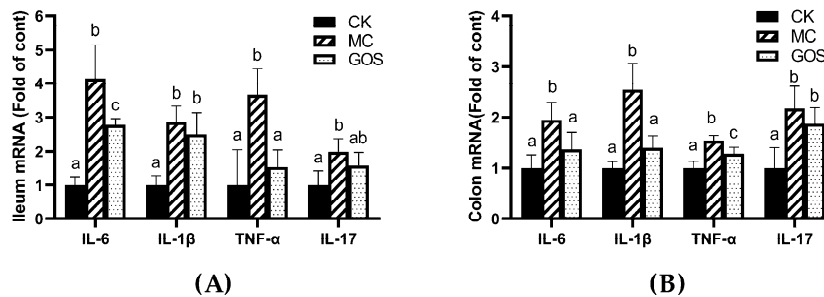 Ileum mRNA (Fold of cont)
6
5
4
3
2
1
0
CK
MC
GOS
a b c
a b b
a b a
a b ab
IL-6 IL-1β TNF-α IL-17
(A)
Colon mRNA(Fold of cont)
4
3
2
1
0
CK
MC
GOS
a b a
a b a
a b c
a b b
IL-6 IL-1β TNF-α IL-17
(B)